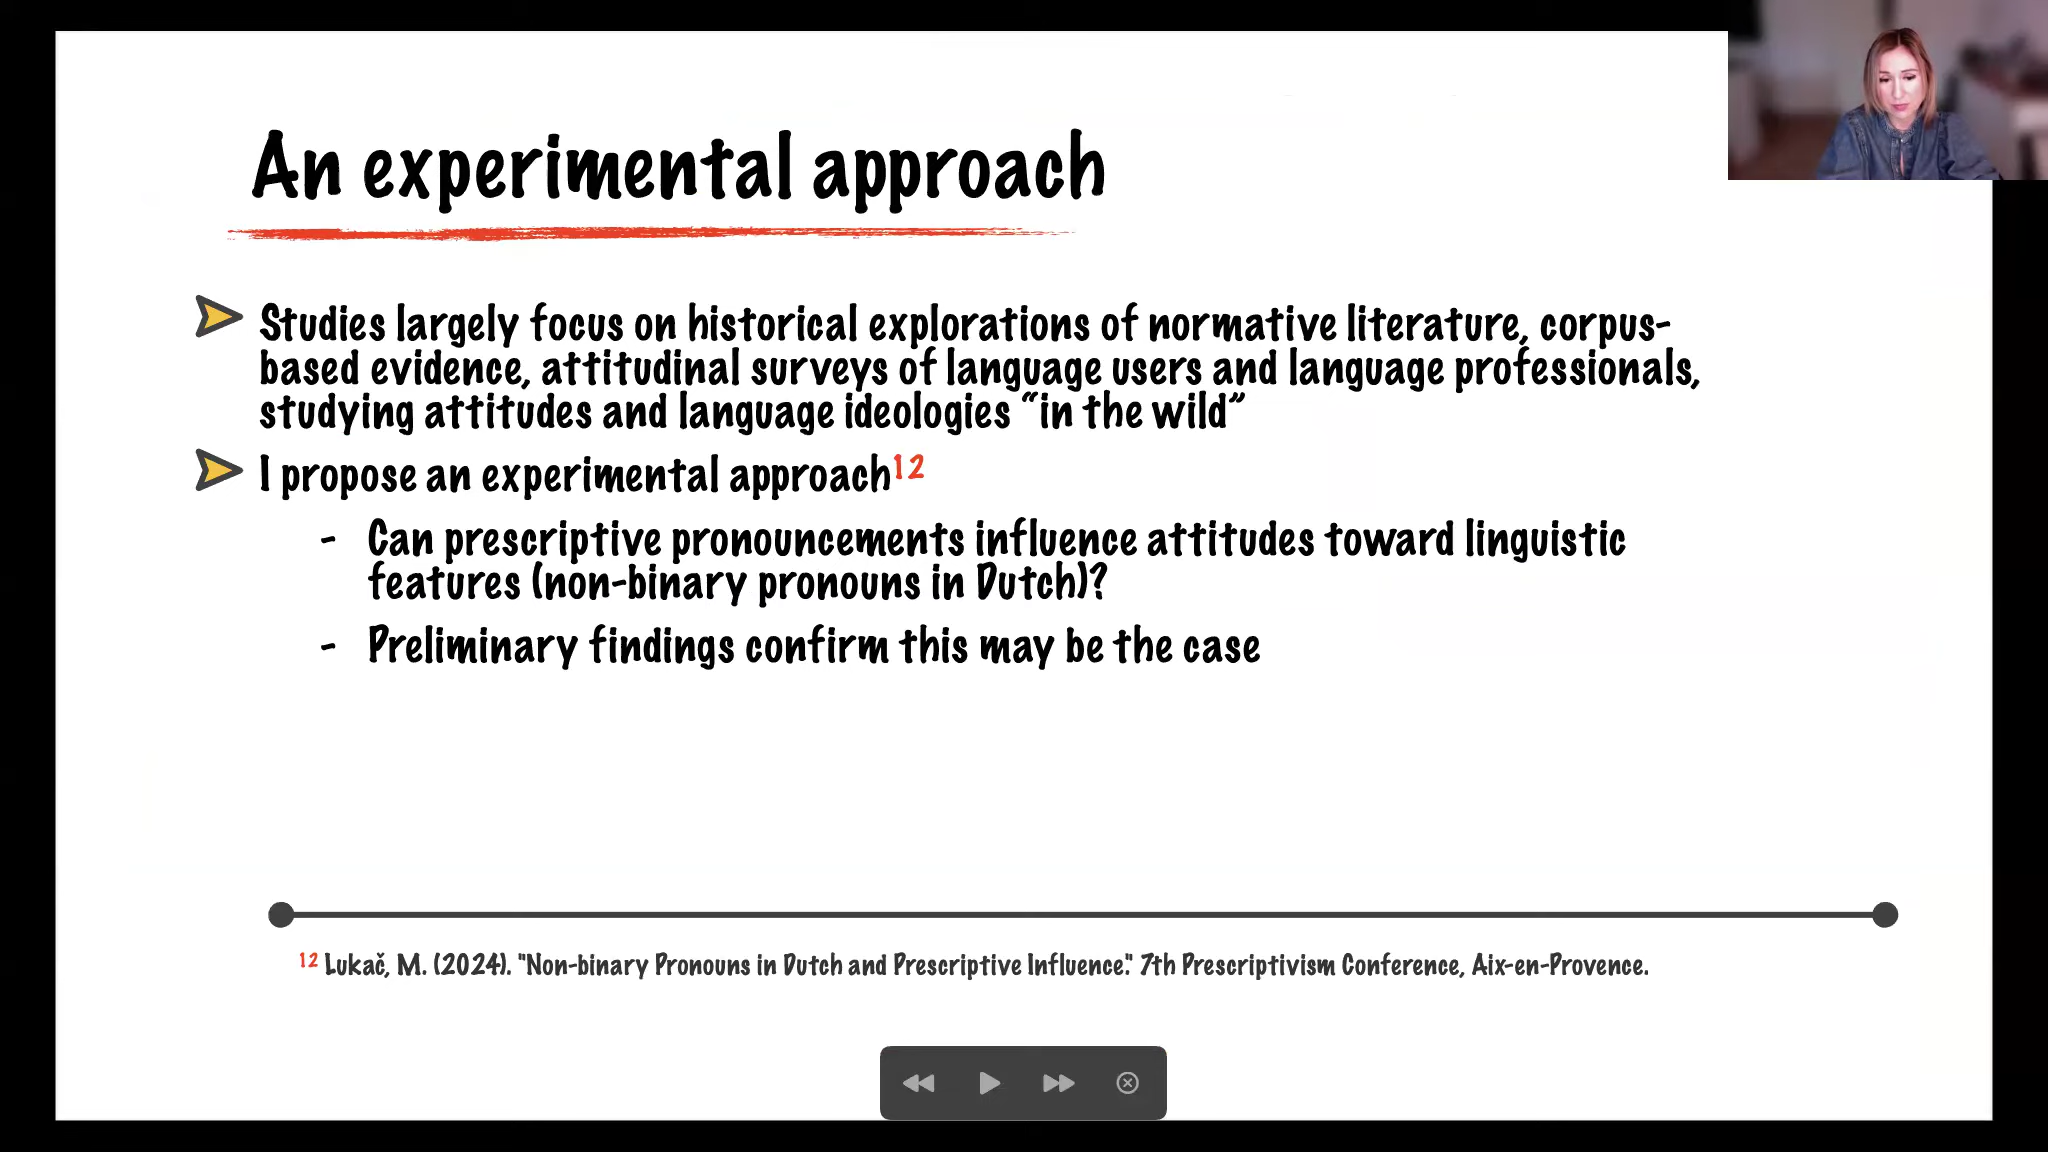 An experimental approach
Studies largely focus on historical explorations of normative literature, corpus-
based evidence, attitudinal surveys of language users and language professionals,
studying attitudes and language ideologies “in the wild”
I propose an experimental approach12
- Can prescriptive pronouncements influence attitudes toward linguistic
features (non-binary pronouns in Dutch)?
- Preliminary findings confirm this may be the case
12 Lukač, M. (2024). "Non-binary Pronouns in Dutch and Prescriptive Influence." 7th Prescriptivism Conference, Aix-en-Provence.